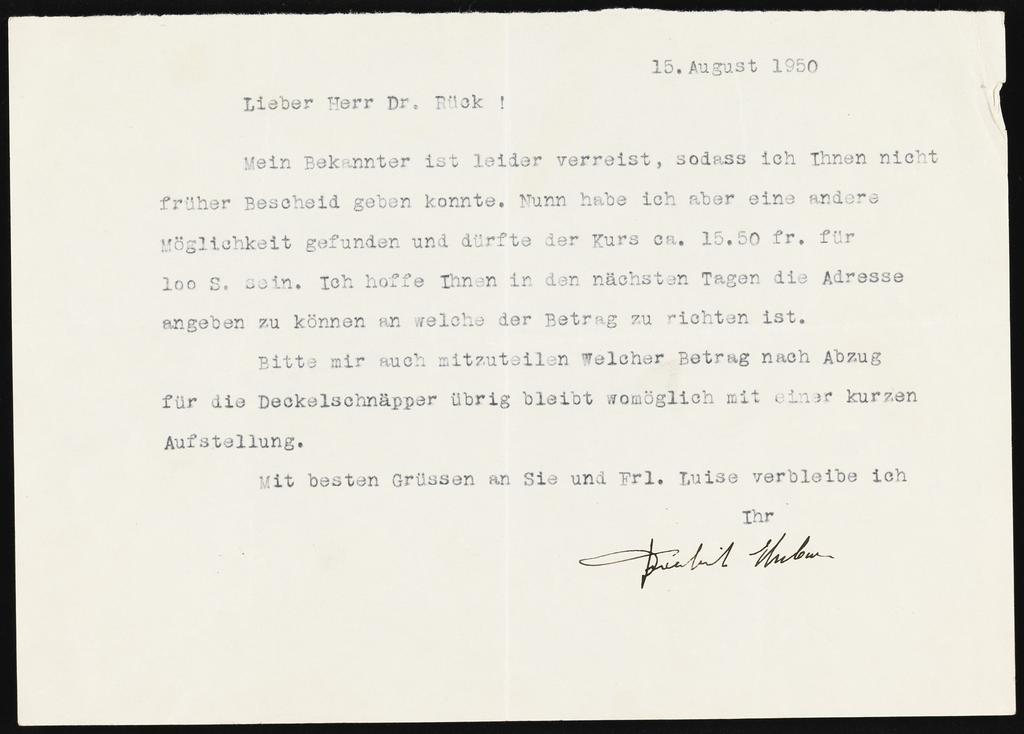 15. August 1950
Lieber Herr Dr. Rück !
Mein Bekannter ist leider verreist, sodass ich Ihnen nicht
früher Bescheid geben konnte. Nunn habe ich aber eine andere
Möglichkeit gefunden und dürfte der Kurs ca. 15.50 fr. für
loo S. sein. Ich hoffe Ihnen in den nächsten Tagen die Adresse
angeben zu können an welche der Betrag zu richten ist.
Bitte mir auch mitzuteilen Welcher Betrag nach Abzug
für die Deckelschnäpper übrig bleibt womöglich mit einer kurzen
Aufstellung.
Mit besten Grüssen an Sie und Frl. Luise verbleibe ich
Ihr